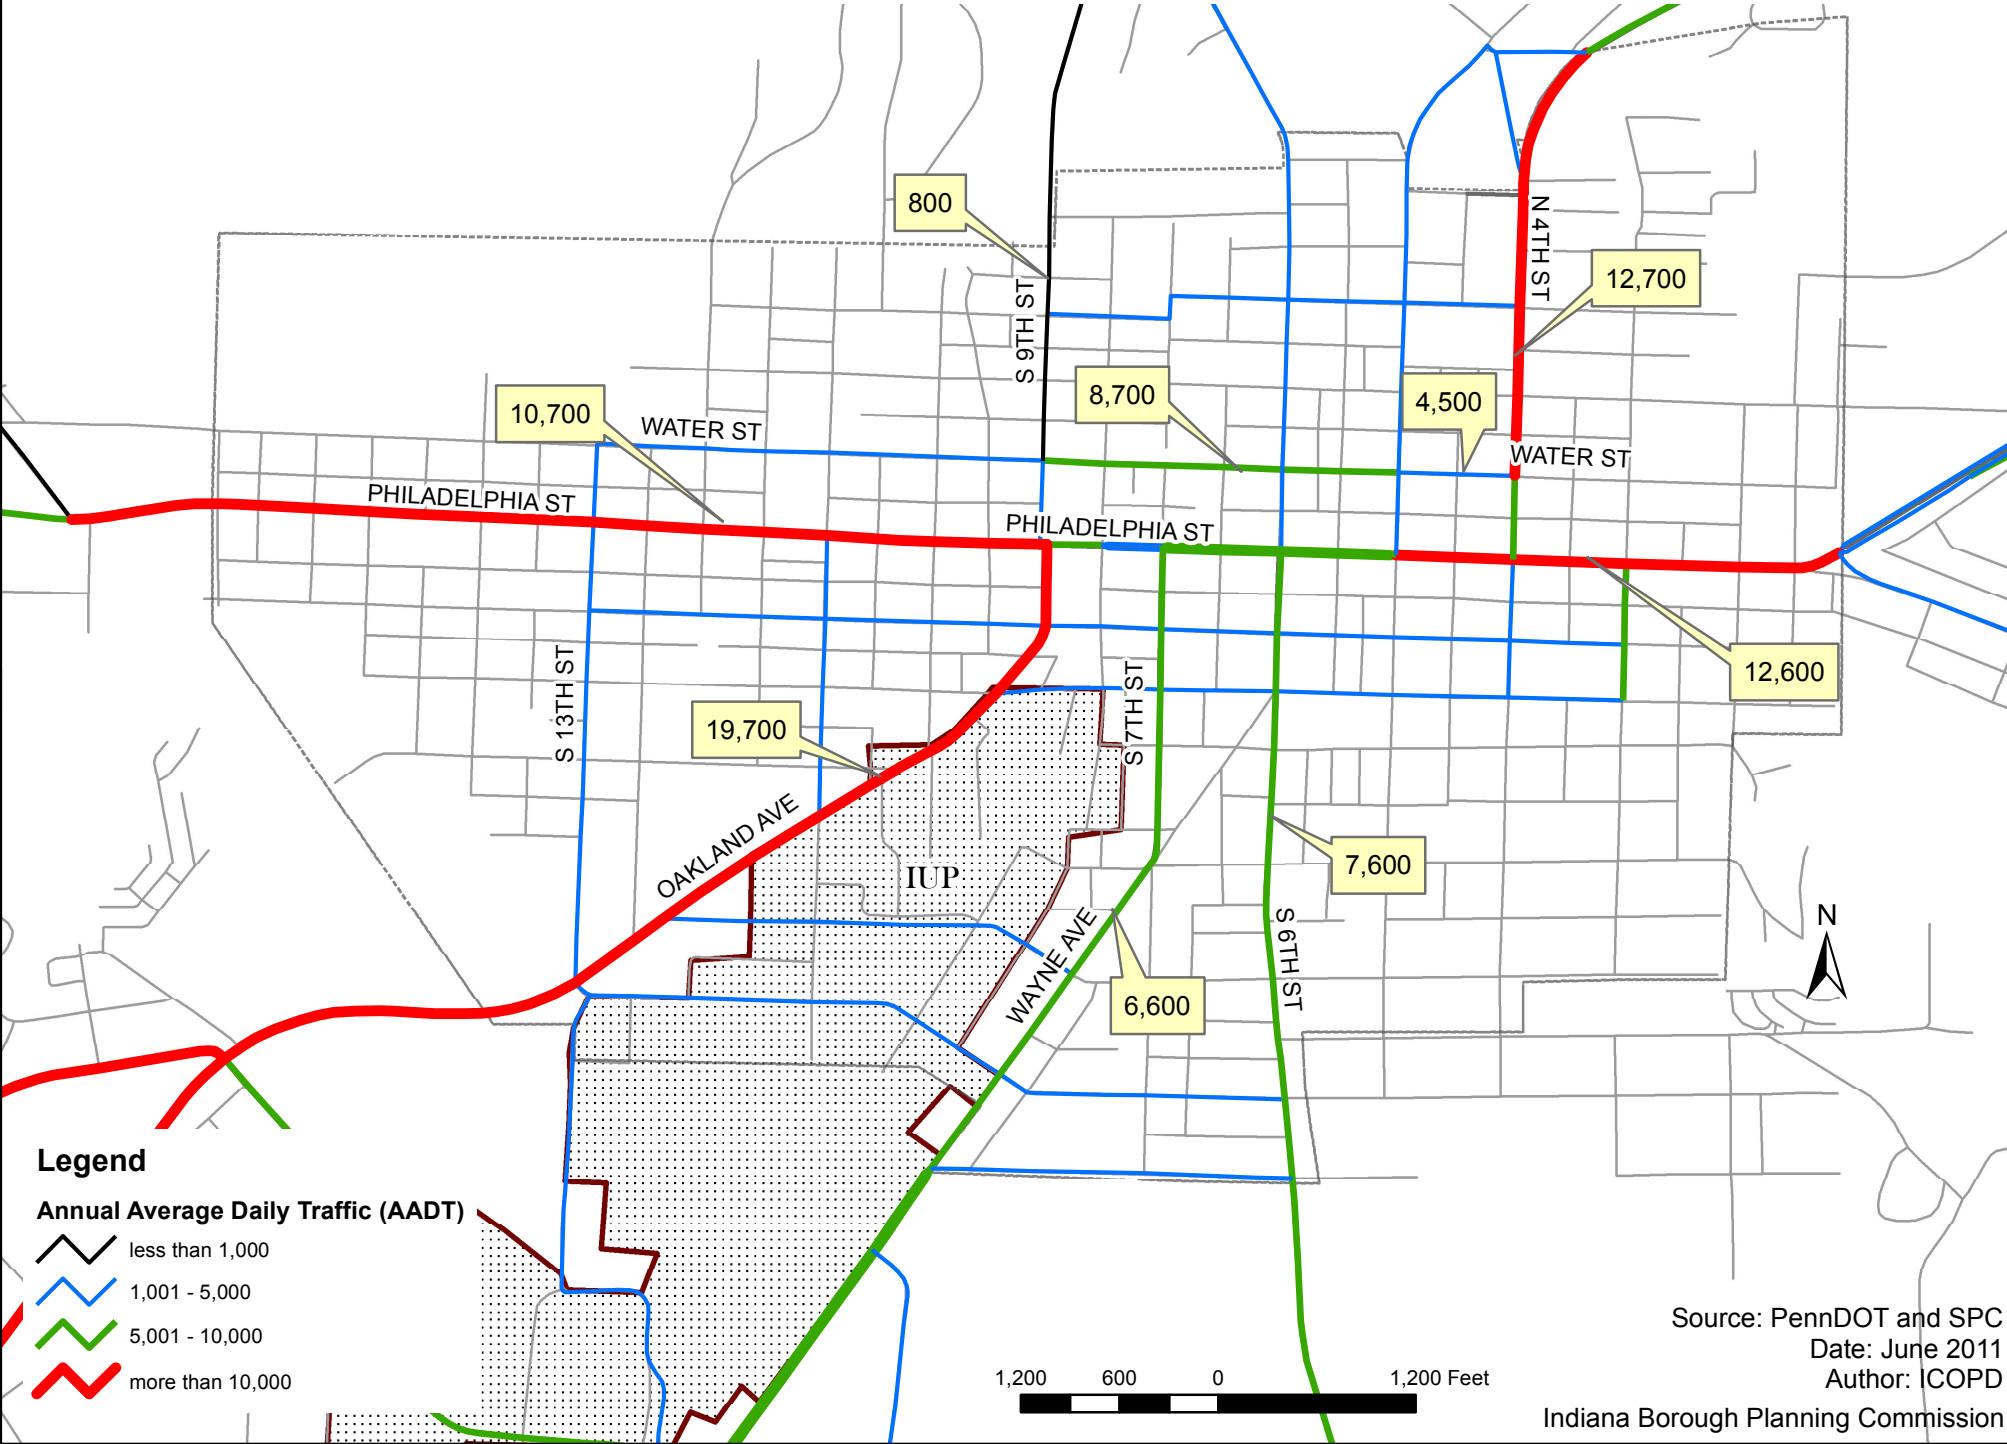 800
N 4TH ST
12,700
S 9TH ST
10,700
WATER ST
8,700
4,500
WATER ST
PHILADELPHIA ST
PHILADELPHIA ST
12,600
S 13TH ST
S 7TH ST
19,700
OAKLAND AVE
IUP
7,600
WAYNE AVE
S 6TH ST
6,600
N
Legend
Annual Average Daily Traffic (AADT)
less than 1,000
1,001 - 5,000
5,001 - 10,000
more than 10,000
1,200 600 0 1,200 Feet
Source: PennDOT and SPC
Date: June 2011
Author: ICOPD
Indiana Borough Planning Commission